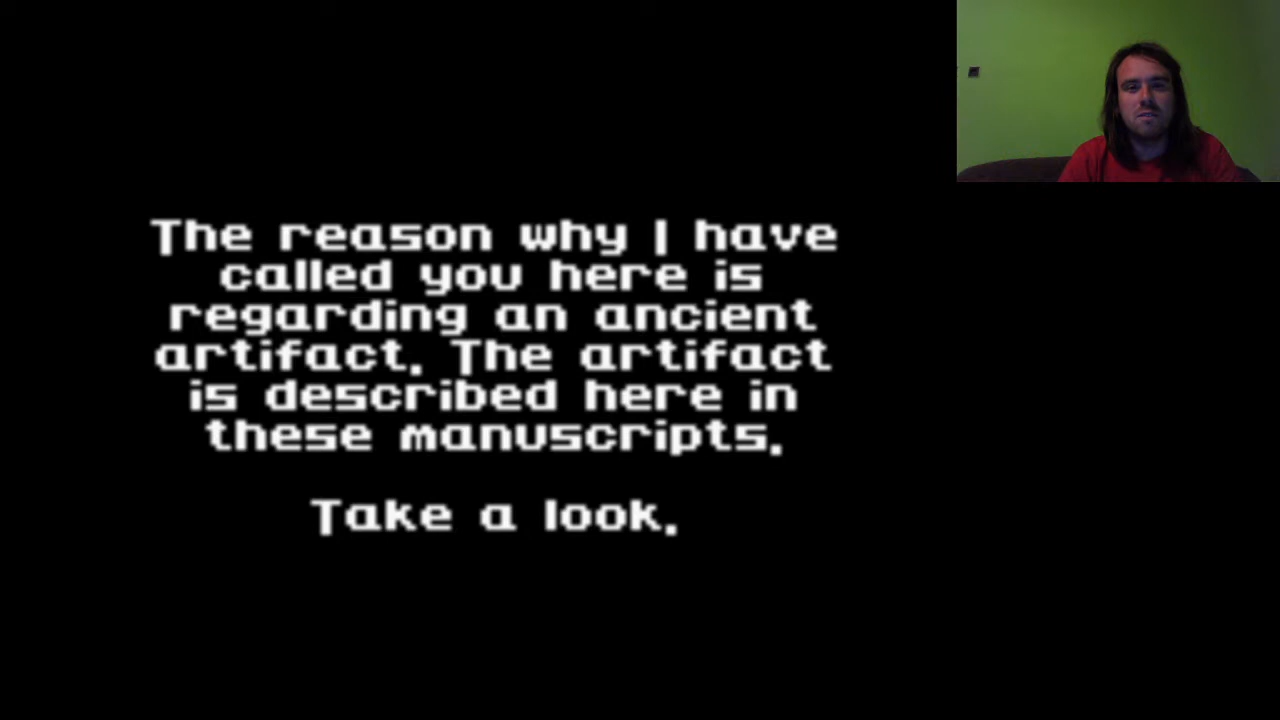 The reason why I have
called you here is
regarding an ancient
artifact. The artifact
is described here in
these manuscripts.
Take a look.